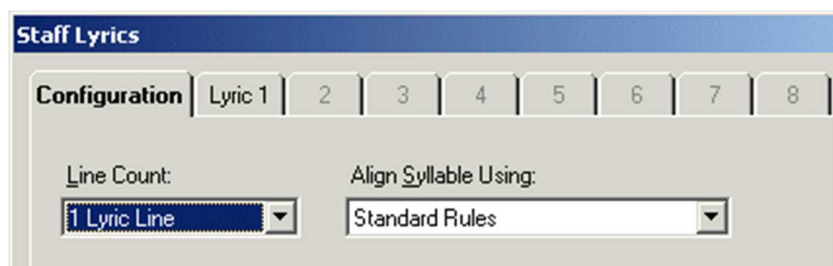 Staff Lyrics
Configuration Lyric 1 2 3 4 5 6 7 8
Line Count: Align Syllable Using:
1 Lyric Line Standard Rules